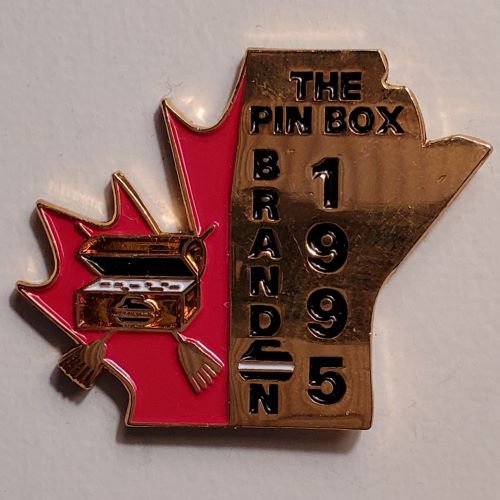 THE
PIN BOX
BRANDON
1995